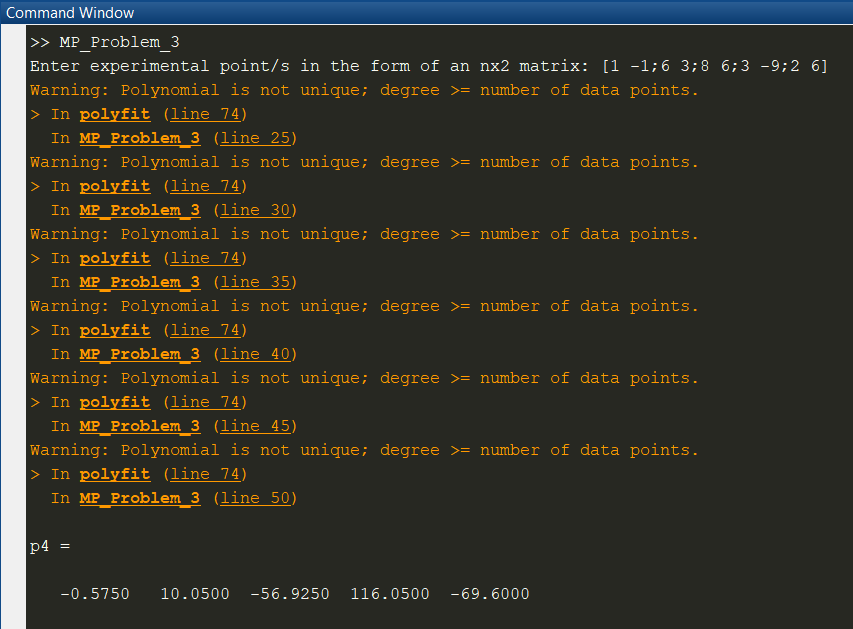 Command Window
>> MP_Problem_3
Enter experimental point/s in the form of an nx2 matrix: [1 -1;6 3;8 6;3 -9;2 6]
Warning: Polynomial is not unique; degree >= number of data points.
> In polyfit (line 74)
  In MP_Problem_3 (line 25)
Warning: Polynomial is not unique; degree >= number of data points.
> In polyfit (line 74)
  In MP_Problem_3 (line 30)
Warning: Polynomial is not unique; degree >= number of data points.
> In polyfit (line 74)
  In MP_Problem_3 (line 35)
Warning: Polynomial is not unique; degree >= number of data points.
> In polyfit (line 74)
  In MP_Problem_3 (line 40)
Warning: Polynomial is not unique; degree >= number of data points.
> In polyfit (line 74)
  In MP_Problem_3 (line 45)
Warning: Polynomial is not unique; degree >= number of data points.
> In polyfit (line 74)
  In MP_Problem_3 (line 50)
p4 =
   -0.5750   10.0500  -56.9250  116.0500  -69.6000